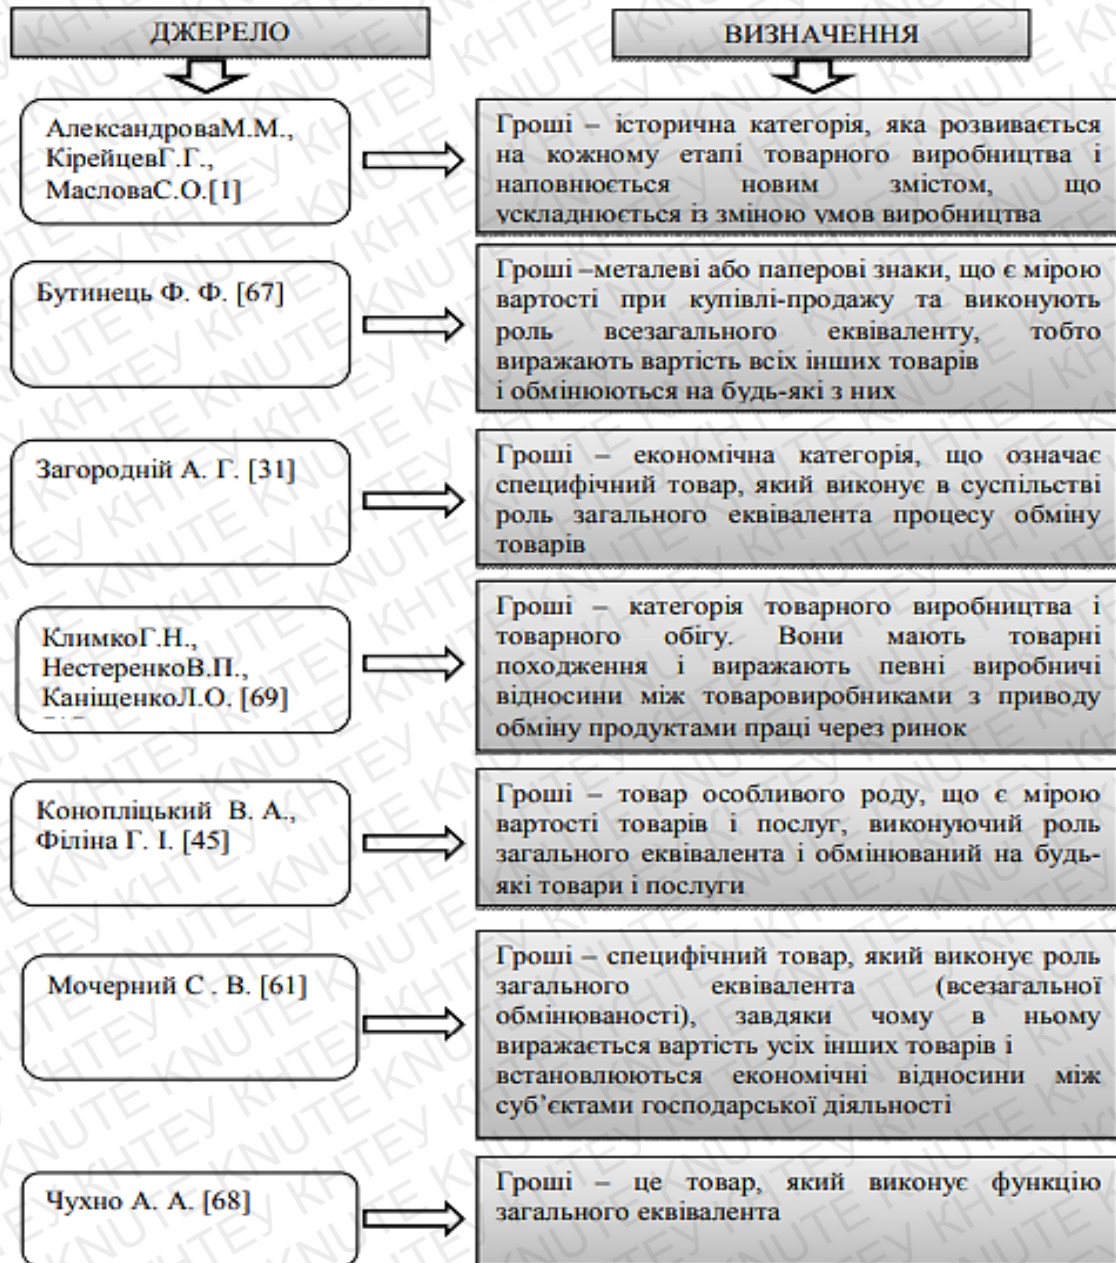 ДЖЕРЕЛО
ВИЗНАЧЕННЯ
АлександроваМ.М.,
КірейцевГ.Г.,
МасловаС.О.[1]
Гроші – історична категорія, яка розвивається
на кожному етапі товарного виробництва і
наповнюється новим змістом, що
ускладнюється із зміною умов виробництва
Бутинець Ф. Ф. [67]
Гроші –металеві або паперові знаки, що є мірою
вартості при купівлі-продажу та виконують
роль всезагального еквіваленту, тобто
виражають вартість всіх інших товарів
і обмінюються на будь-які з них
Загородній А. Г. [31]
Гроші – економічна категорія, що означає
специфічний товар, який виконує в суспільстві
роль загального еквівалента процесу обміну
товарів
КлимкоГ.Н.,
НестеренкоВ.П.,
КаніщенкоЛ.О. [69]
Гроші – категорія товарного виробництва і
товарного обігу. Вони мають товарні
походження і виражають певні виробничі
відносини між товаровиробниками з приводу
обміну продуктами праці через ринок
Конопліцький В. А.,
Філіна Г. І. [45]
Гроші – товар особливого роду, що є мірою
вартості товарів і послуг, виконуючий роль
загального еквівалента і обмінюваний на будь-
які товари і послуги
Мочерний С . В. [61]
Гроші – специфічний товар, який виконує роль
загального еквівалента (всезагальної
обмінюваності), завдяки чому в ньому
виражається вартість усіх інших товарів і
встановлюються економічні відносини між
суб’єктами господарської діяльності
Чухно А. А. [68]
Гроші – це товар, який виконує функцію
загального еквівалента